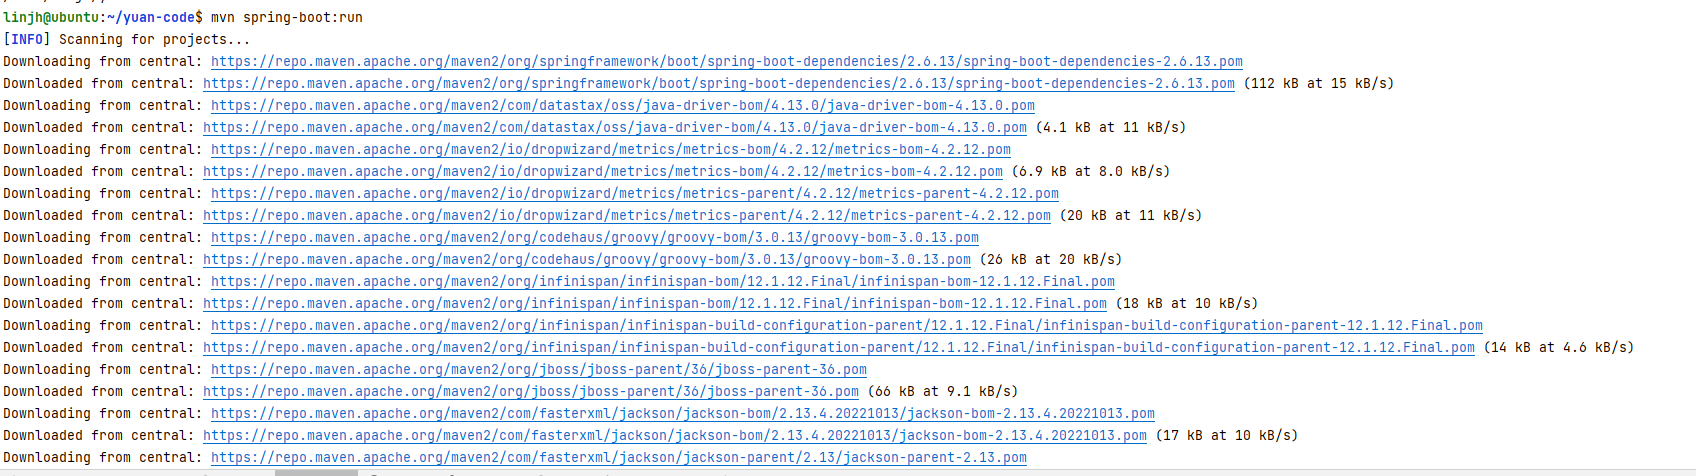 linjh@ubuntu:~/yuan-code$ mvn spring-boot:run
[INFO] Scanning for projects...
Downloading from central: https://repo.maven.apache.org/maven2/org/springframework/boot/spring-boot-dependencies/2.6.13/spring-boot-dependencies-2.6.13.pom
Downloaded from central: https://repo.maven.apache.org/maven2/org/springframework/boot/spring-boot-dependencies/2.6.13/spring-boot-dependencies-2.6.13.pom (112 kB at 15 kB/s)
Downloading from central: https://repo.maven.apache.org/maven2/com/datastax/oss/java-driver-bom/4.13.0/java-driver-bom-4.13.0.pom
Downloaded from central: https://repo.maven.apache.org/maven2/com/datastax/oss/java-driver-bom/4.13.0/java-driver-bom-4.13.0.pom (4.1 kB at 11 kB/s)
Downloading from central: https://repo.maven.apache.org/maven2/io/dropwizard/metrics/metrics-bom/4.2.12/metrics-bom-4.2.12.pom
Downloaded from central: https://repo.maven.apache.org/maven2/io/dropwizard/metrics/metrics-bom/4.2.12/metrics-bom-4.2.12.pom (6.9 kB at 8.0 kB/s)
Downloading from central: https://repo.maven.apache.org/maven2/io/dropwizard/metrics/metrics-parent/4.2.12/metrics-parent-4.2.12.pom
Downloaded from central: https://repo.maven.apache.org/maven2/io/dropwizard/metrics/metrics-parent/4.2.12/metrics-parent-4.2.12.pom (20 kB at 11 kB/s)
Downloading from central: https://repo.maven.apache.org/maven2/org/codehaus/groovy/groovy-bom/3.0.13/groovy-bom-3.0.13.pom
Downloaded from central: https://repo.maven.apache.org/maven2/org/codehaus/groovy/groovy-bom/3.0.13/groovy-bom-3.0.13.pom (26 kB at 20 kB/s)
Downloading from central: https://repo.maven.apache.org/maven2/org/infinispan/infinispan-bom/12.1.12.Final/infinispan-bom-12.1.12.Final.pom
Downloaded from central: https://repo.maven.apache.org/maven2/org/infinispan/infinispan-bom/12.1.12.Final/infinispan-bom-12.1.12.Final.pom (18 kB at 10 kB/s)
Downloading from central: https://repo.maven.apache.org/maven2/org/infinispan/infinispan-build-configuration-parent/12.1.12.Final/infinispan-build-configuration-parent-12.1.12.Final.pom
Downloaded from central: https://repo.maven.apache.org/maven2/org/infinispan/infinispan-build-configuration-parent/12.1.12.Final/infinispan-build-configuration-parent-12.1.12.Final.pom (14 kB at 4.6 kB/s)
Downloading from central: https://repo.maven.apache.org/maven2/org/jboss/jboss-parent/36/jboss-parent-36.pom
Downloaded from central: https://repo.maven.apache.org/maven2/org/jboss/jboss-parent/36/jboss-parent-36.pom (66 kB at 9.1 kB/s)
Downloading from central: https://repo.maven.apache.org/maven2/com/fasterxml/jackson/jackson-bom/2.13.4.20221013/jackson-bom-2.13.4.20221013.pom
Downloaded from central: https://repo.maven.apache.org/maven2/com/fasterxml/jackson/jackson-bom/2.13.4.20221013/jackson-bom-2.13.4.20221013.pom (17 kB at 10 kB/s)
Downloading from central: https://repo.maven.apache.org/maven2/com/fasterxml/jackson/jackson-parent/2.13/jackson-parent-2.13.pom